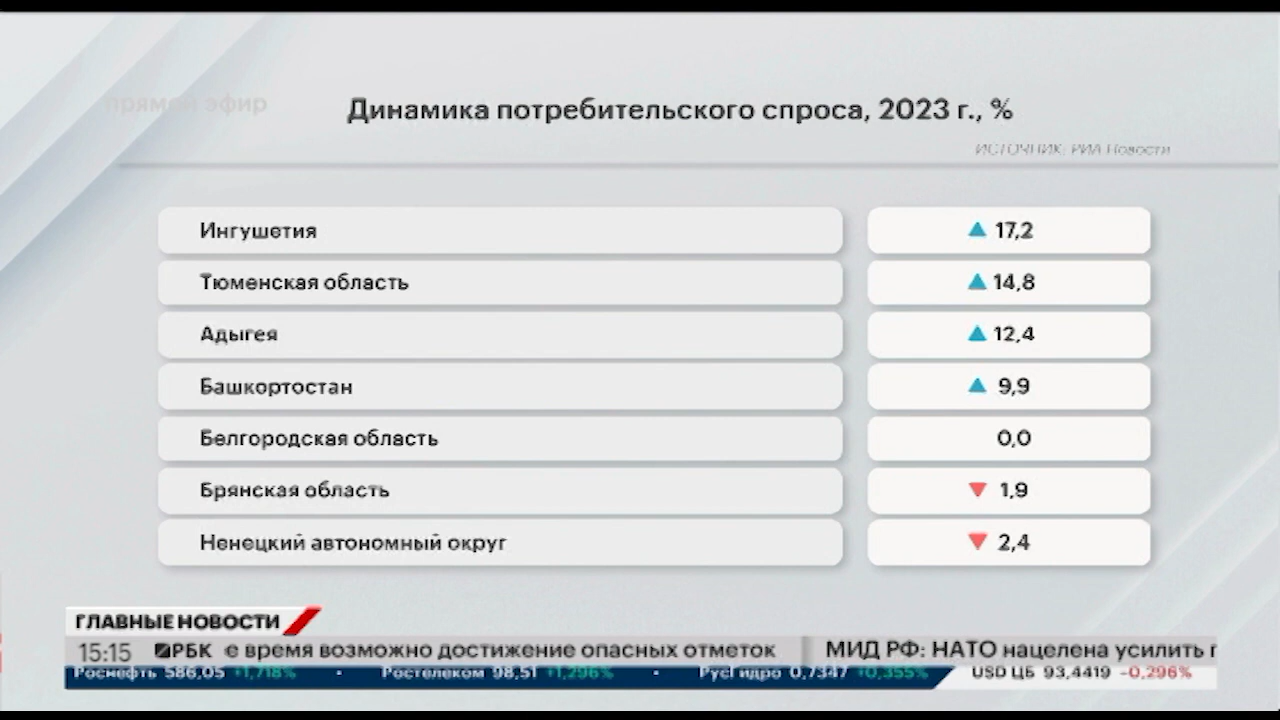 прямой эфир
Динамика потребительского спроса, 2023 г., %
ИСТОЧНИК: РИА Новости
Ингушетия ▲ 17,2
Тюменская область ▲ 14,8
Адыгея ▲ 12,4
Башкортостан ▲ 9,9
Белгородская область 0,0
Брянская область ▼ 1,9
Ненецкий автономный округ ▼ 2,4
ГЛАВНЫЕ НОВОСТИ
15:15 РБК е время возможно достижение опасных отметок МИД РФ: НАТО нацелена усилить г
Роснефть 586,05 +1,718% · Ростелеком 98,51 +1,296% · РусГидро 0,7347 +0,355% USD ЦБ 93,4419 -0,296%